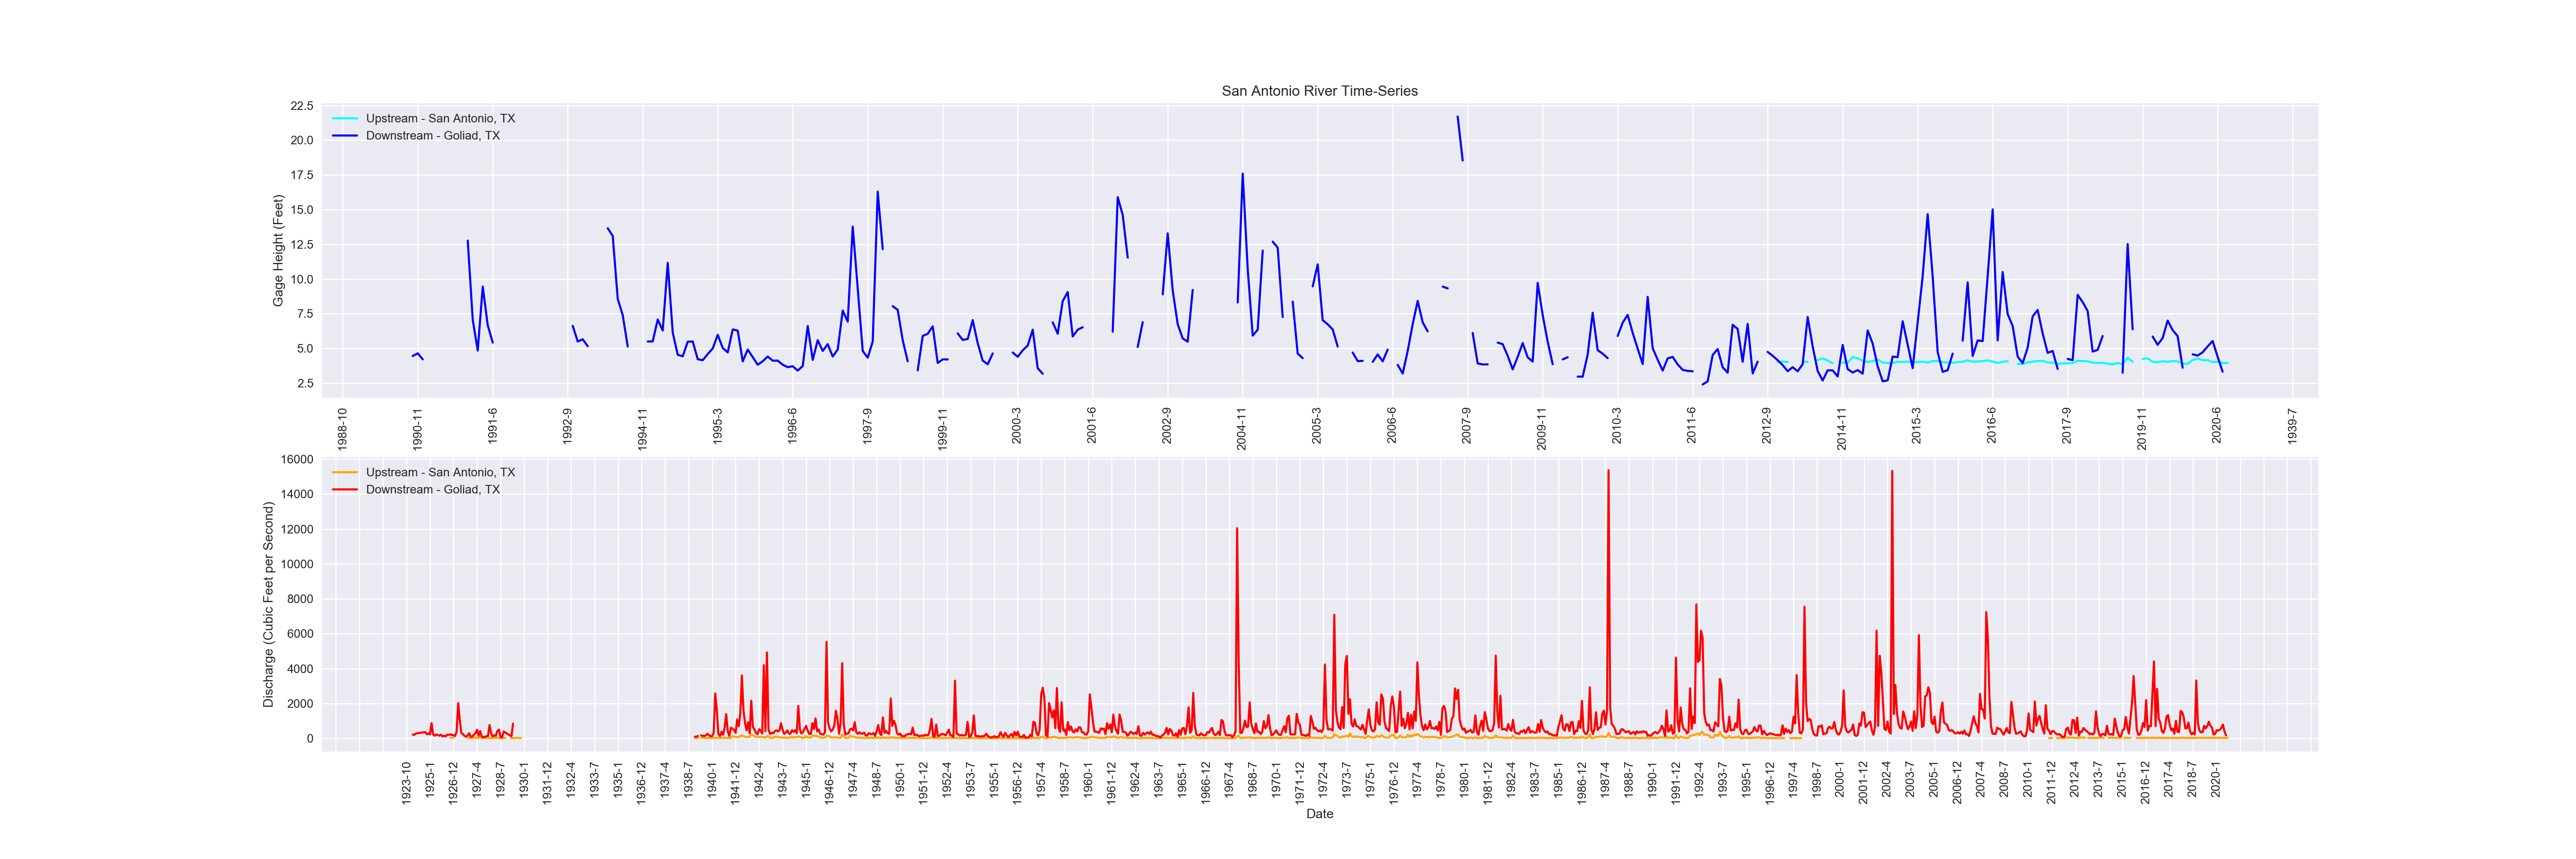 San Antonio River Time-Series
22.5
20.0
17.5
15.0
12.5
10.0
7.5
5.0
2.5
Gage Height (Feet)
Upstream - San Antonio, TX
Downstream - Goliad, TX
1988-10 1990-11 1991-6 1992-9 1994-11 1995-3 1996-6 1997-9 1999-11 2000-3 2001-6 2002-9 2004-11 2005-3 2006-6 2007-9 2009-11 2010-3 2011-6 2012-9 2014-11 2015-3 2016-6 2017-9 2019-11 2020-6 1939-7
16000
14000
12000
10000
8000
6000
4000
2000
0
Discharge (Cubic Feet per Second)
Upstream - San Antonio, TX
Downstream - Goliad, TX
1923-10 1925-1 1926-12 1927-4 1928-7 1930-1 1931-12 1932-4 1933-7 1935-1 1936-12 1937-4 1938-7 1940-1 1941-12 1942-4 1943-7 1945-1 1946-12 1947-4 1948-7 1950-1 1951-12 1952-4 1953-7 1955-1 1956-12 1957-4 1958-7 1960-1 1961-12 1962-4 1963-7 1965-1 1966-12 1967-4 1968-7 1970-1 1971-12 1972-4 1973-7 1975-1 1976-12 1977-4 1978-7 1980-1 1981-12 1982-4 1983-7 1985-1 1986-12 1987-4 1988-7 1990-1 1991-12 1992-4 1993-7 1995-1 1996-12 1997-4 1998-7 2000-1 2001-12 2002-4 2003-7 2005-1 2006-12 2007-4 2008-7 2010-1 2011-12 2012-4 2013-7 2015-1 2016-12 2017-4 2018-7 2020-1
Date